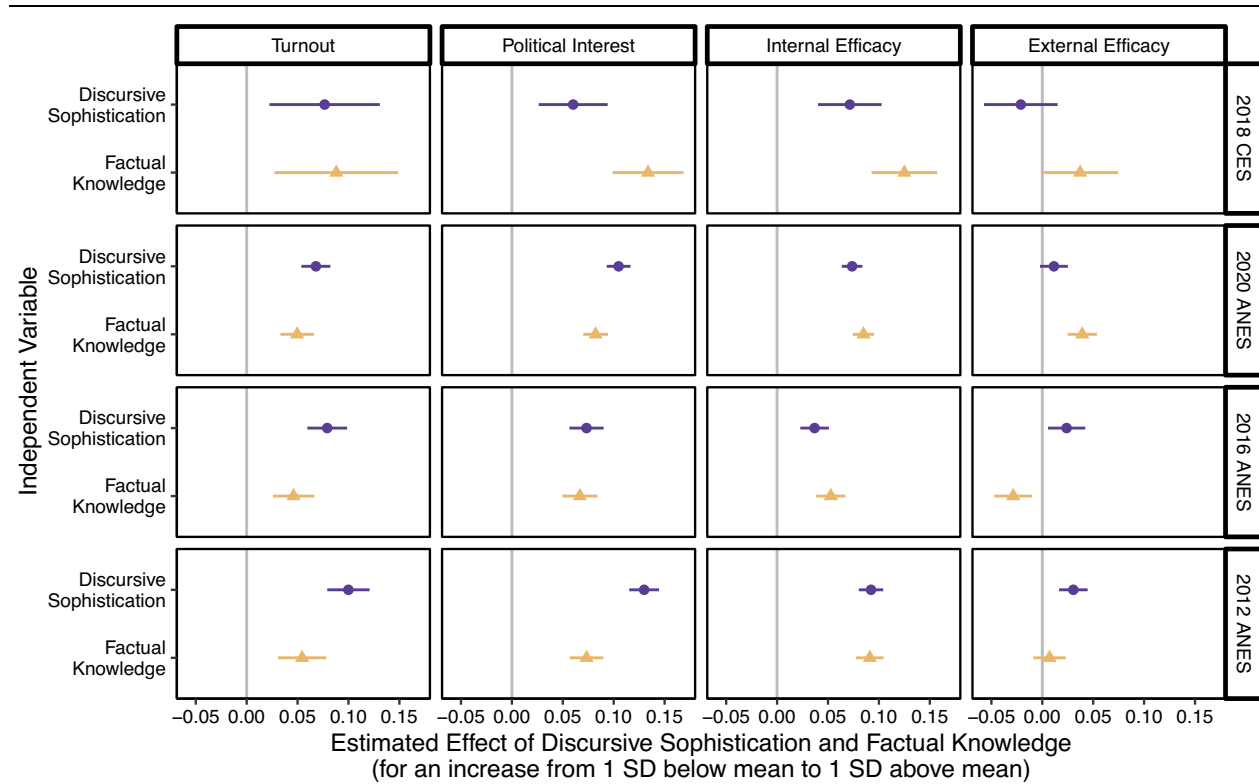 Turnout
Political Interest
Internal Efficacy
External Efficacy
Discursive
Sophistication
Factual
Knowledge
2018 CES
Discursive
Sophistication
Factual
Knowledge
2020 ANES
Discursive
Sophistication
Factual
Knowledge
2016 ANES
Discursive
Sophistication
Factual
Knowledge
2012 ANES
Independent Variable
−0.05 0.00 0.05 0.10 0.15
−0.05 0.00 0.05 0.10 0.15
−0.05 0.00 0.05 0.10 0.15
−0.05 0.00 0.05 0.10 0.15
Estimated Effect of Discursive Sophistication and Factual Knowledge
(for an increase from 1 SD below mean to 1 SD above mean)